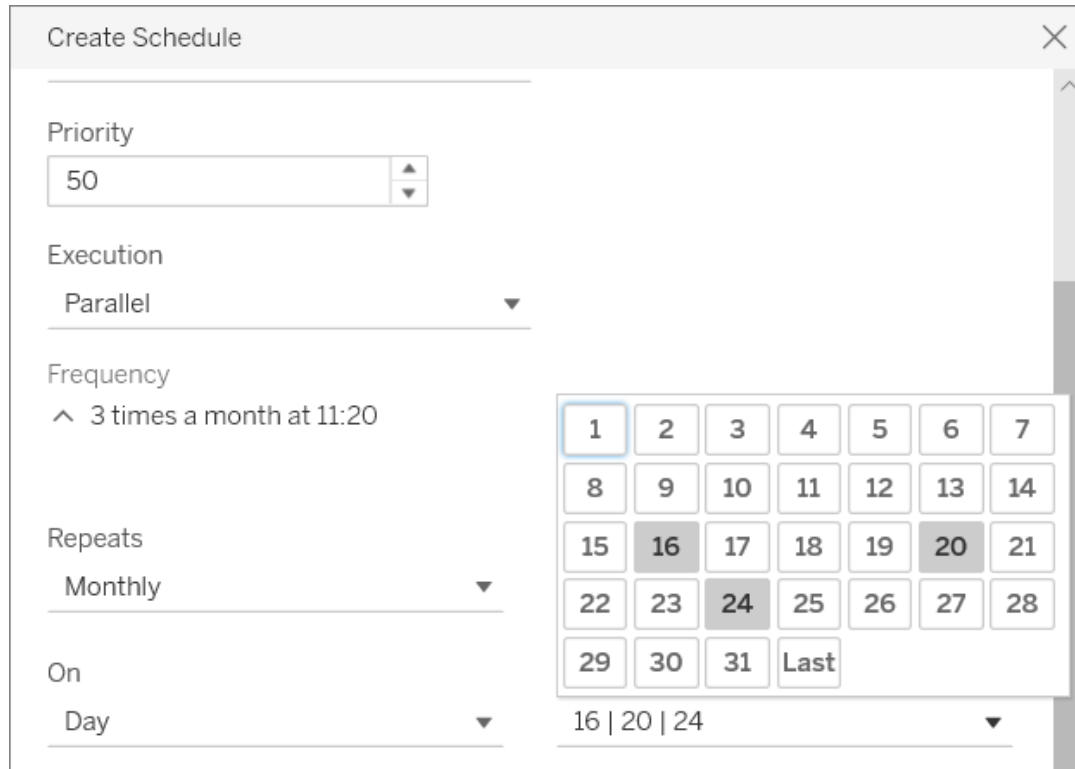 Create Schedule
Priority
50
Execution
Parallel
Frequency
3 times a month at 11:20
1 2 3 4 5 6 7
8 9 10 11 12 13 14
15 16 17 18 19 20 21
22 23 24 25 26 27 28
29 30 31 Last
Repeats
Monthly
On
Day
16 | 20 | 24